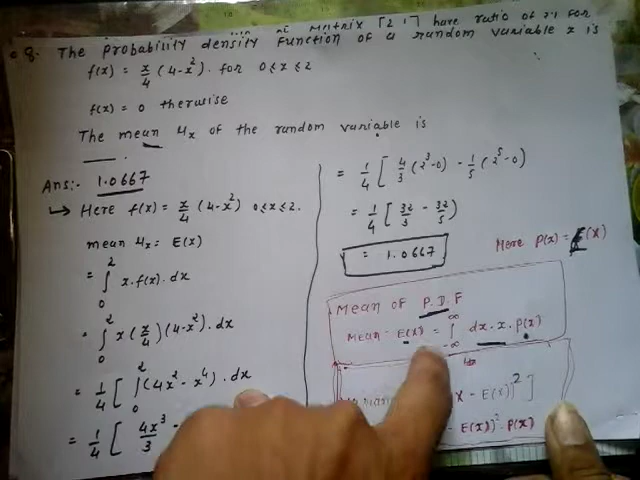 Matrix [2 1] have ratio of 3:1 for
Q. The probability density Function of a random variable x is
f(x) = x/4 (4-x²). for 0≤x≤2
f(x) = 0 therwise
The mean μx of the random variable is
Ans:- 1.0667
↳ Here f(x) = x/4 (4-x²) 0≤x≤2.
mean μx = E(x)
= ∫₀² x.f(x).dx
= ∫₀² x(x/4)(4-x²).dx
= 1/4 [ ∫₀² (4x²-x⁴).dx
= 1/4 [ 4x³/3 -
= 1/4 [ 4/3 (2³-0) - 1/5 (2⁵-0)
= 1/4 [ 32/3 - 32/5 )
= 1.0667
Here P(x) = f(x)
Mean of P.D.F
Mean - E(x) = ∫ ∞ -∞ dx.x.P(x)
x - E(x))²]
- E(x))².P(x)